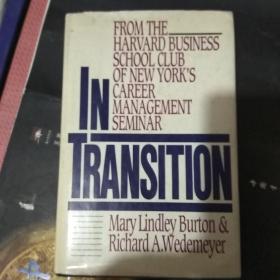 FROM THE
HARVARD BUSINESS
SCHOOL CLUB
OF NEW YORK'S
CAREER
MANAGEMENT
SEMINAR
IN
TRANSITION
Mary Lindley Burton &
Richard A. Wedemeyer